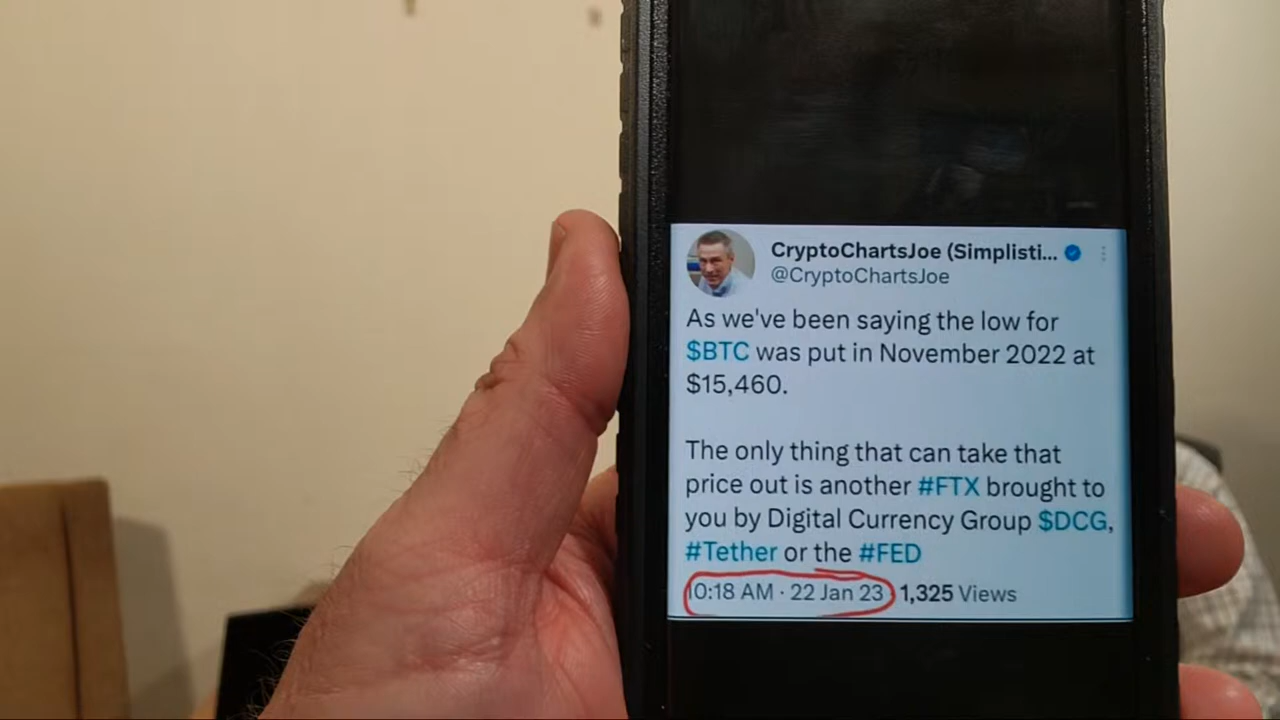 CryptoChartsJoe (Simplisti...
@CryptoChartsJoe
As we've been saying the low for
$BTC was put in November 2022 at
$15,460.
The only thing that can take that
price out is another #FTX brought to
you by Digital Currency Group $DCG,
#Tether or the #FED
10:18 AM · 22 Jan 23 1,325 Views